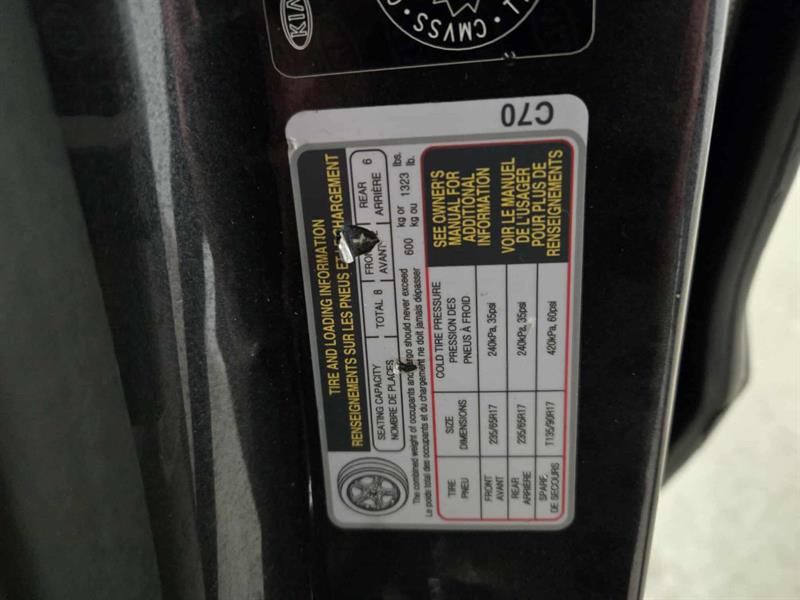 KIA
CMVSS
C70
TIRE AND LOADING INFORMATION
RENSEIGNEMENTS SUR LES PNEUS ET CHARGEMENT
SEATING CAPACITY TOTAL 8 REAR 6
NOMBRE DE PLACES AVANT ARRIÈRE
The combined weight of occupants and cargo should never exceed 600 kg or 1323 lbs.
Le poids total des occupants et du chargement ne doit jamais dépasser kg ou lb.
TIRE SIZE COLD TIRE PRESSURE
PNEU DIMENSIONS PRESSION DES PNEUS À FROID
FRONT AVANT 235/65R17 240kPa, 35psi
REAR ARRIÈRE 235/65R17 240kPa, 35psi
SPARE, DE SECOURS T135/90R17 420kPa, 60psi
SEE OWNER'S
MANUAL FOR
ADDITIONAL
INFORMATION
VOIR LE MANUEL
DE L'USAGER
POUR PLUS DE
RENSEIGNEMENTS